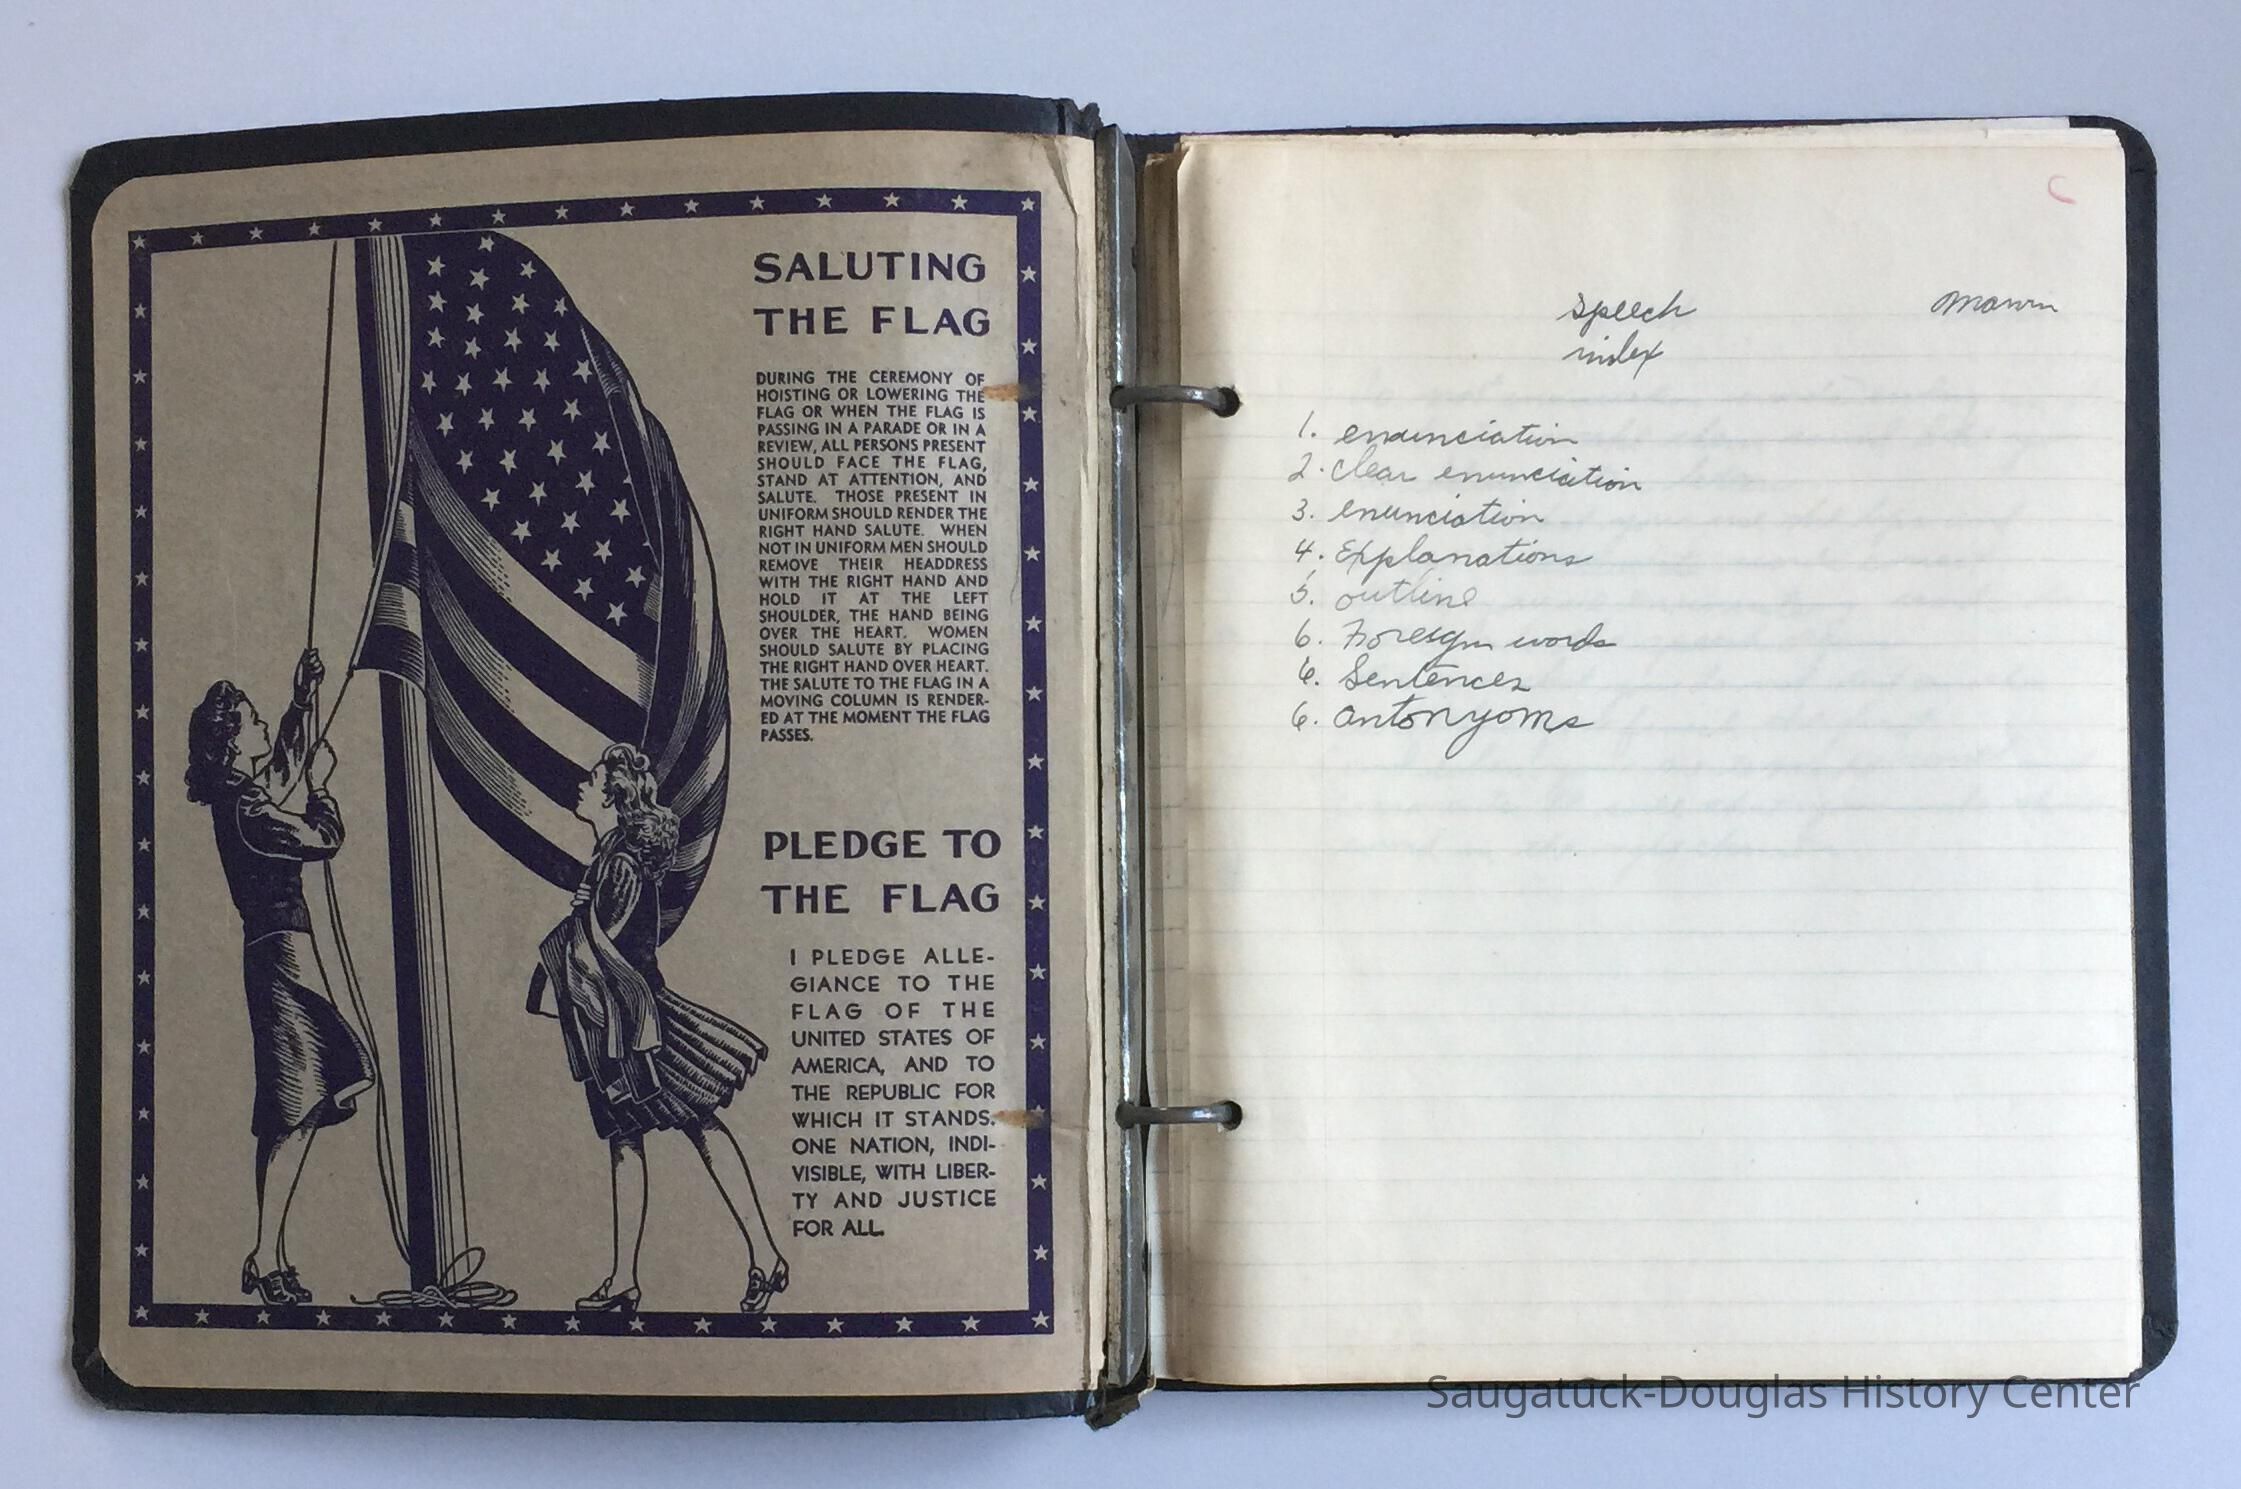 SALUTING
THE FLAG
DURING THE CEREMONY OF
HOISTING OR LOWERING THE
FLAG OR WHEN THE FLAG IS
PASSING IN A PARADE OR IN A
REVIEW, ALL PERSONS PRESENT
SHOULD FACE THE FLAG,
STAND AT ATTENTION, AND
SALUTE. THOSE PRESENT IN
UNIFORM SHOULD RENDER THE
RIGHT HAND SALUTE. WHEN
NOT IN UNIFORM MEN SHOULD
REMOVE THEIR HEADDRESS
WITH THE RIGHT HAND AND
HOLD IT AT THE LEFT
SHOULDER, THE HAND BEING
OVER THE HEART. WOMEN
SHOULD SALUTE BY PLACING
THE RIGHT HAND OVER HEART.
THE SALUTE TO THE FLAG IN A
MOVING COLUMN IS RENDER-
ED AT THE MOMENT THE FLAG
PASSES.
PLEDGE TO
THE FLAG
I PLEDGE ALLE-
GIANCE TO THE
FLAG OF THE
UNITED STATES OF
AMERICA, AND TO
THE REPUBLIC FOR
WHICH IT STANDS.
ONE NATION, INDI-
VISIBLE, WITH LIBER-
TY AND JUSTICE
FOR ALL.
speech
index
1. enunciation
2. clear enunciation
3. enunciation
4. Explanations
5. outline
6. Foreign words
6. Sentences
6. antonyoms
Saugatuck-Douglas History Center